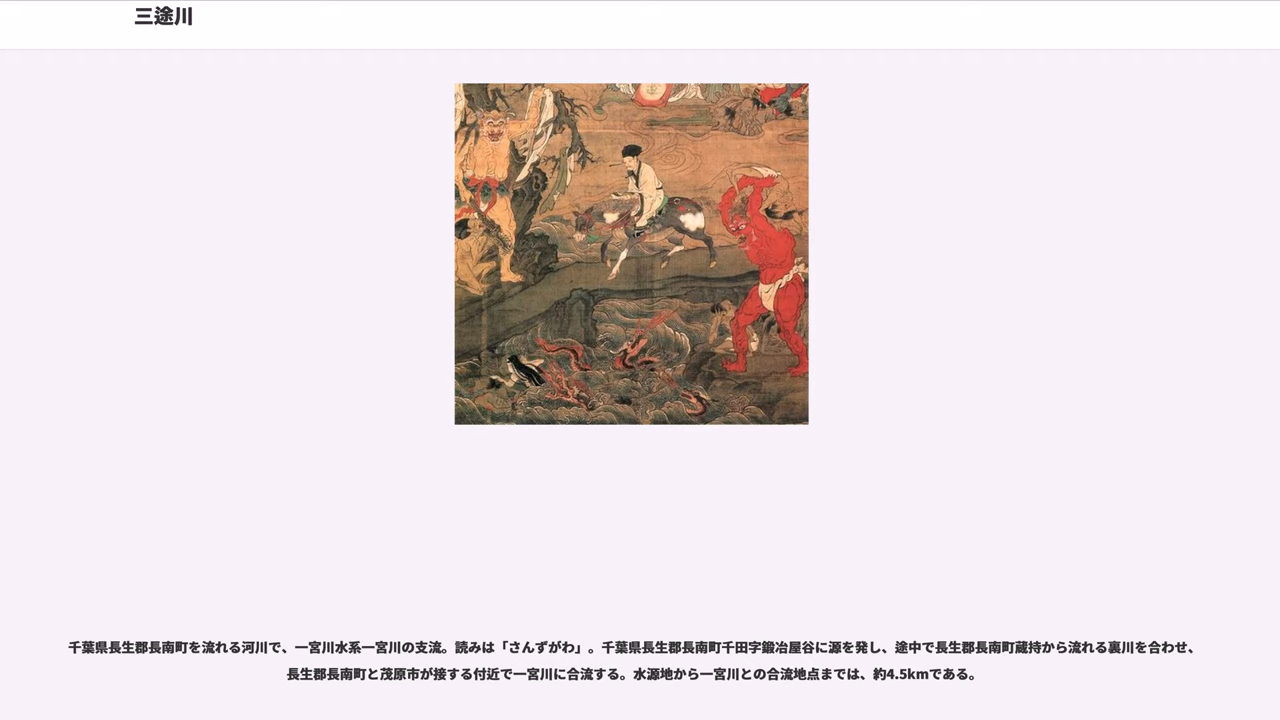 三途川
千葉県長生郡長南町を流れる河川で、一宮川水系一宮川の支流。読みは「さんずがわ」。千葉県長生郡長南町千田字鍛冶屋谷に源を発し、途中で長生郡長南町蔵持から流れる裏川を合わせ、
長生郡長南町と茂原市が接する付近で一宮川に合流する。水源地から一宮川との合流地点までは、約4.5kmである。